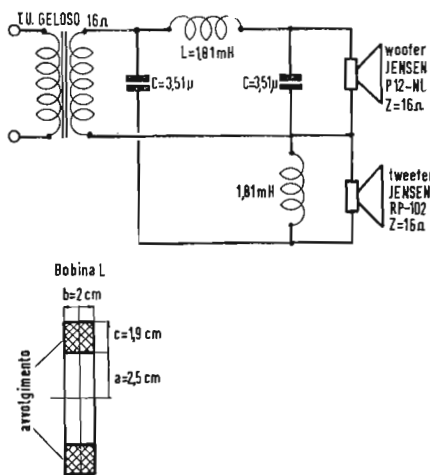 T.U. GELOSO 16Ω
L=1,81mH
C=3,51μ
C=3,51μ
woofer
JENSEN
P12-NL
Z=16Ω
1,81mH
tweeter
JENSEN
RP-102
Z=16Ω
Bobina L
b=2 cm
c=1,9 cm
a=2,5 cm
avvolgimento